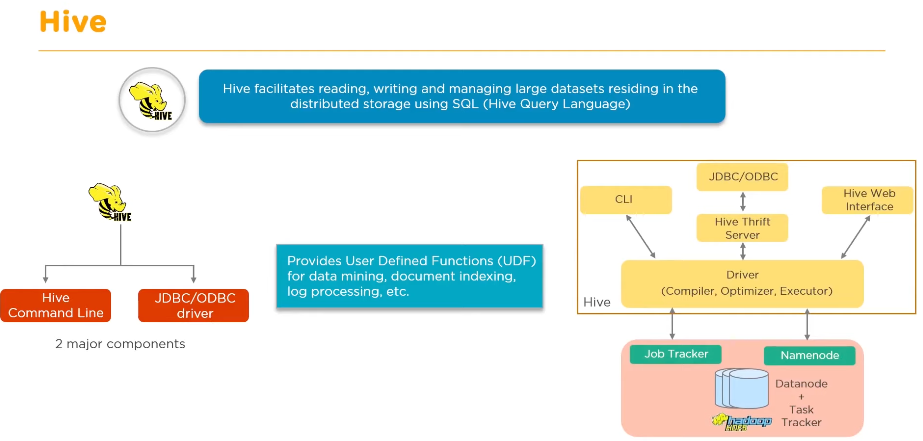 Hive
Hive facilitates reading, writing and managing large datasets residing in the
distributed storage using SQL (Hive Query Language)
HIVE
HIVE
Hive
Command Line
JDBC/ODBC
driver
2 major components
Provides User Defined Functions (UDF)
for data mining, document indexing,
log processing, etc.
CLI
JDBC/ODBC
Hive Thrift
Server
Hive Web
Interface
Driver
(Compiler, Optimizer, Executor)
Hive
Job Tracker
Namenode
Datanode
+
Task
Tracker
hadoop
HDFS